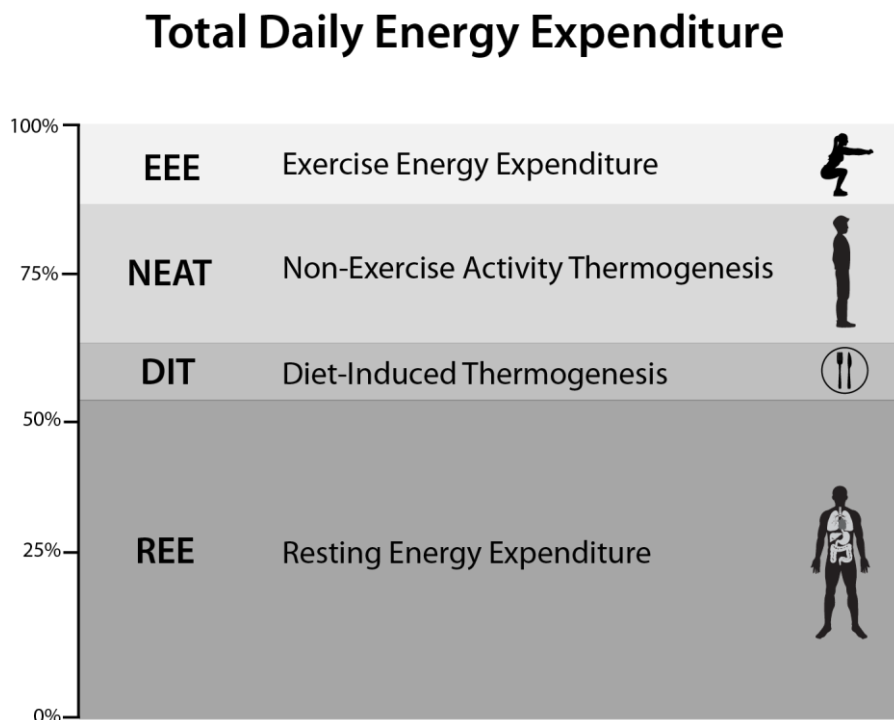 Total Daily Energy Expenditure
100%
EEE Exercise Energy Expenditure
75%
NEAT Non-Exercise Activity Thermogenesis
DIT Diet-Induced Thermogenesis
50%
25%
REE Resting Energy Expenditure
0%